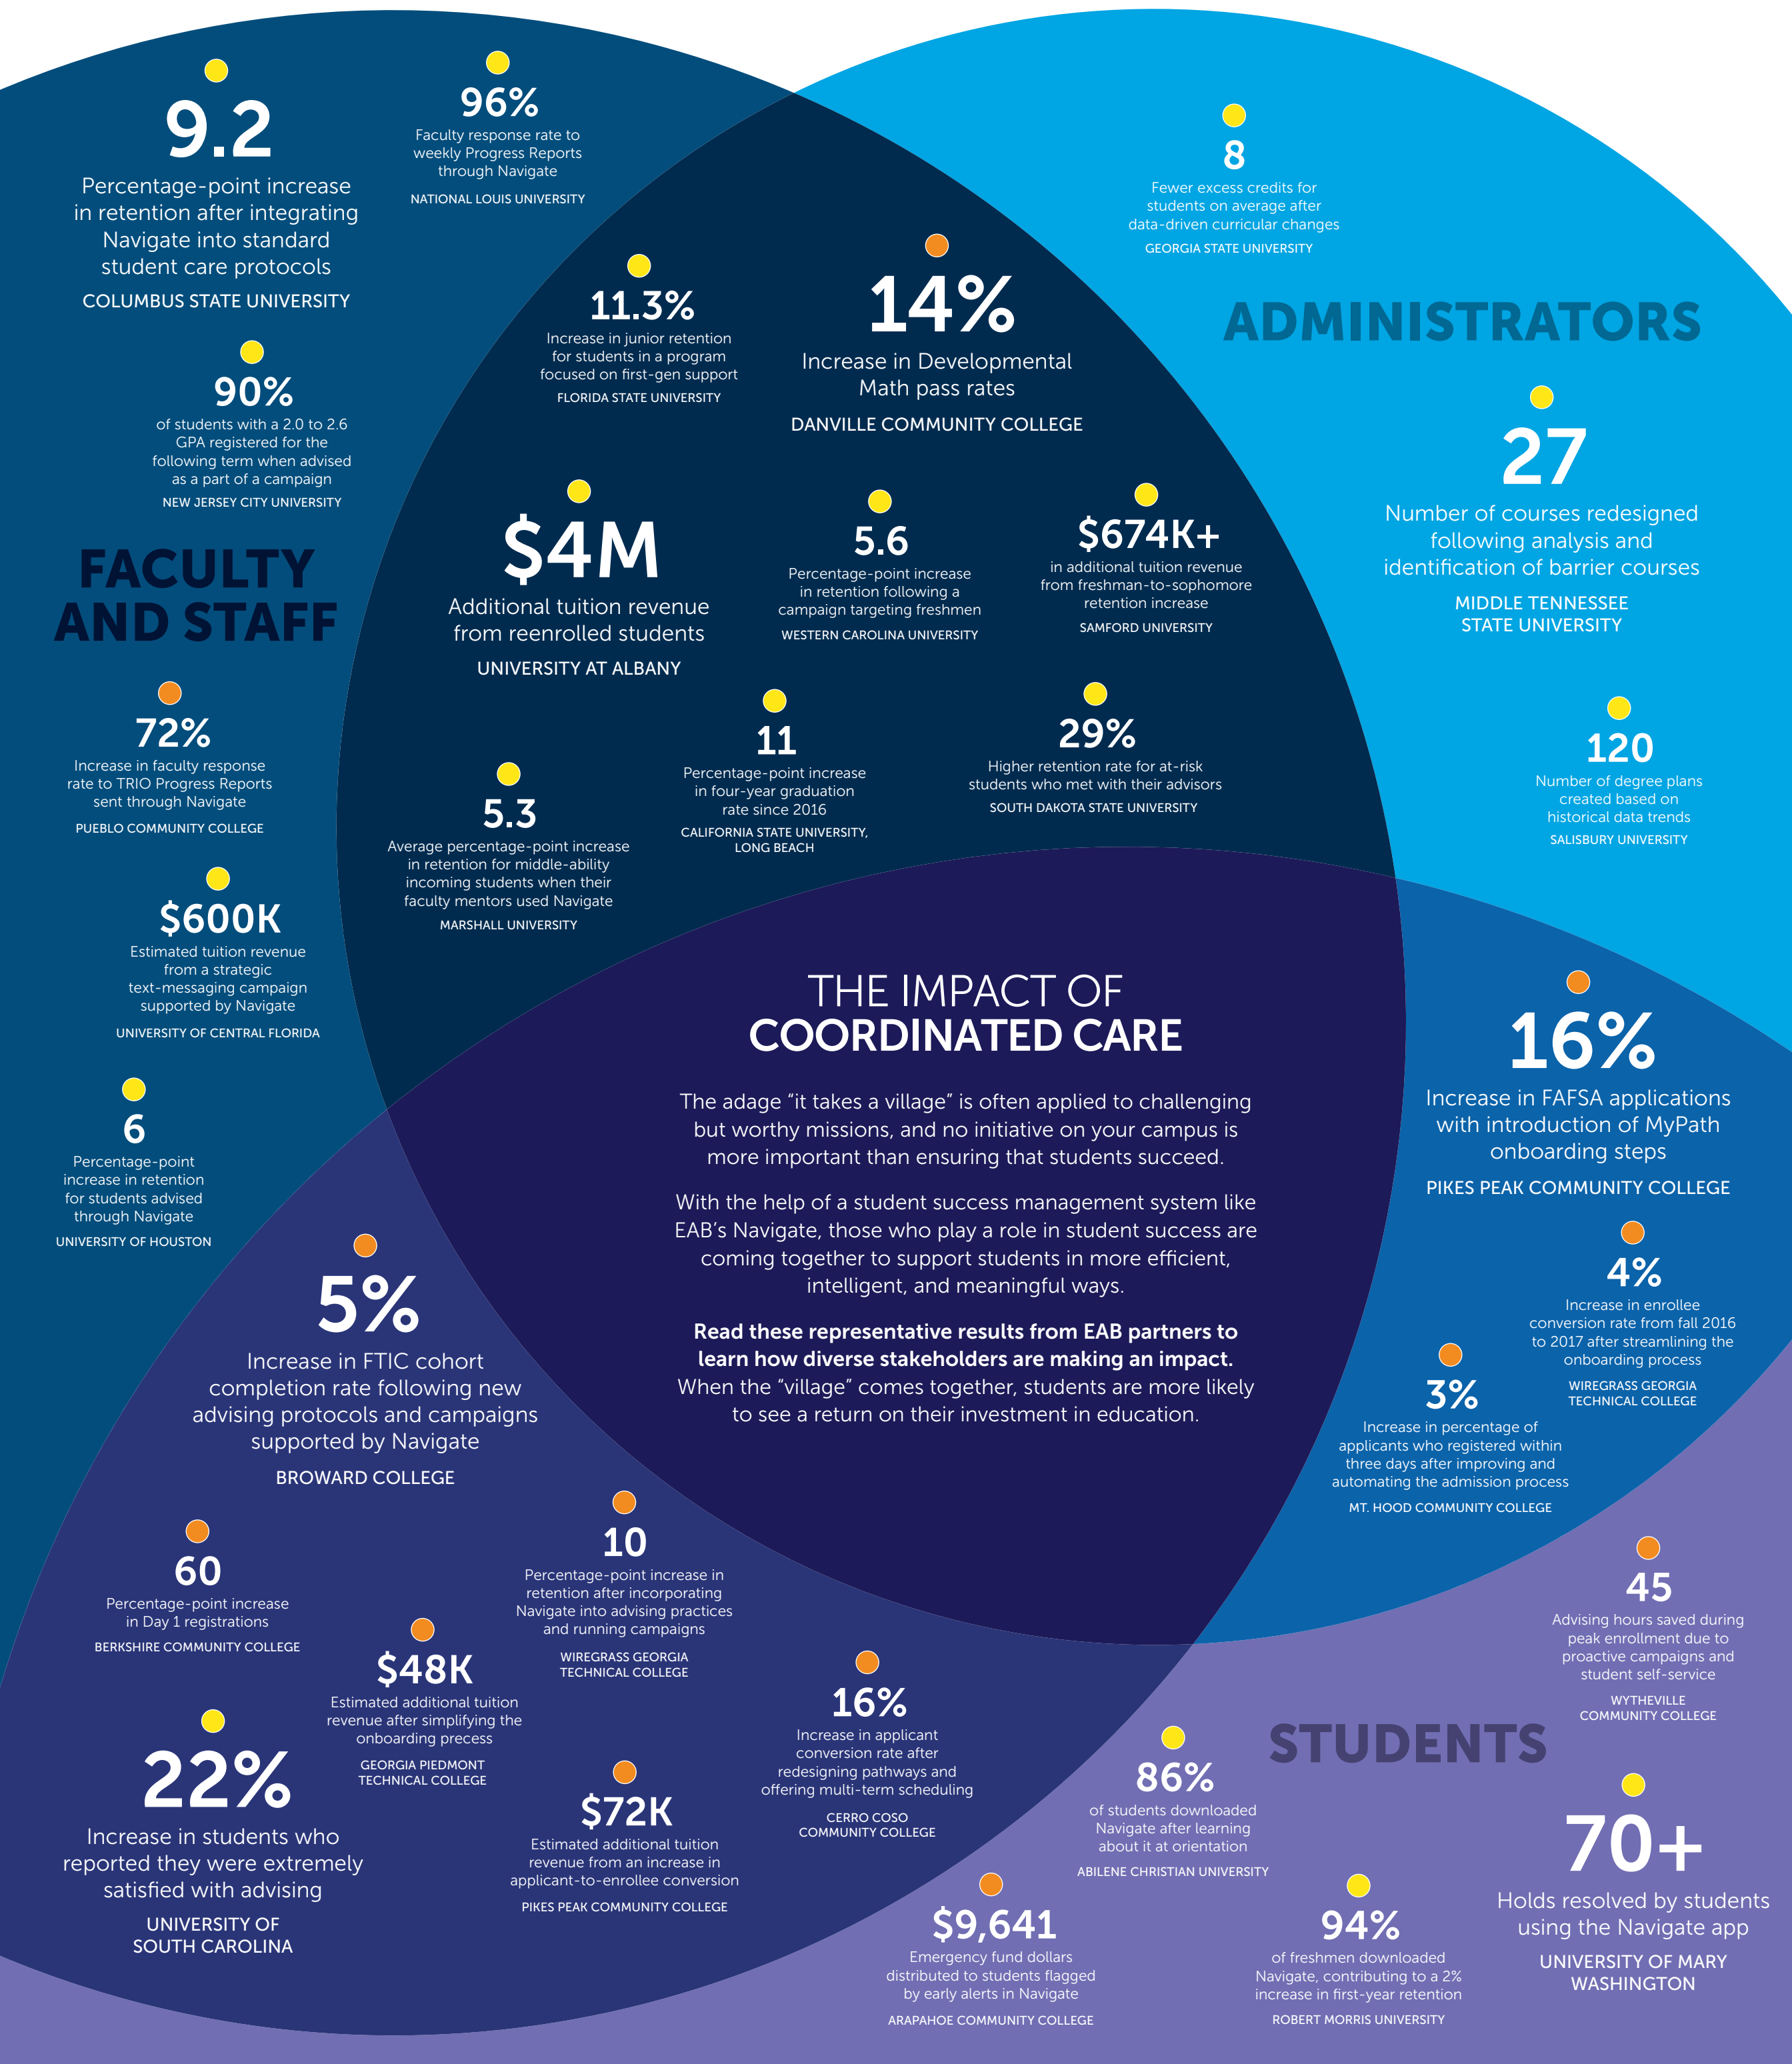 9.2
Percentage-point increase
in retention after integrating
Navigate into standard
student care protocols
COLUMBUS STATE UNIVERSITY
96%
Faculty response rate to
weekly Progress Reports
through Navigate
NATIONAL LOUIS UNIVERSITY
90%
of students with a 2.0 to 2.6
GPA registered for the
following term when advised
as a part of a campaign
NEW JERSEY CITY UNIVERSITY
FACULTY
AND STAFF
72%
Increase in faculty response
rate to TRIO Progress Reports
sent through Navigate
PUEBLO COMMUNITY COLLEGE
$600K
Estimated tuition revenue
from a strategic
text-messaging campaign
supported by Navigate
UNIVERSITY OF CENTRAL FLORIDA
6
Percentage-point
increase in retention
for students advised
through Navigate
UNIVERSITY OF HOUSTON
11.3%
Increase in junior retention
for students in a program
focused on first-gen support
FLORIDA STATE UNIVERSITY
14%
Increase in Developmental
Math pass rates
DANVILLE COMMUNITY COLLEGE
$4M
Additional tuition revenue
from reenrolled students
UNIVERSITY AT ALBANY
5.6
Percentage-point increase
in retention following a
campaign targeting freshmen
WESTERN CAROLINA UNIVERSITY
$674K+
in additional tuition revenue
from freshman-to-sophomore
retention increase
SAMFORD UNIVERSITY
5.3
Average percentage-point increase
in retention for middle-ability
incoming students when their
faculty mentors used Navigate
MARSHALL UNIVERSITY
11
Percentage-point increase
in four-year graduation
rate since 2016
CALIFORNIA STATE UNIVERSITY,
LONG BEACH
29%
Higher retention rate for at-risk
students who met with their advisors
SOUTH DAKOTA STATE UNIVERSITY
8
Fewer excess credits for
students on average after
data-driven curricular changes
GEORGIA STATE UNIVERSITY
ADMINISTRATORS
27
Number of courses redesigned
following analysis and
identification of barrier courses
MIDDLE TENNESSEE
STATE UNIVERSITY
120
Number of degree plans
created based on
historical data trends
SALISBURY UNIVERSITY
THE IMPACT OF
COORDINATED CARE
The adage “it takes a village” is often applied to challenging
but worthy missions, and no initiative on your campus is
more important than ensuring that students succeed.
With the help of a student success management system like
EAB’s Navigate, those who play a role in student success are
coming together to support students in more efficient,
intelligent, and meaningful ways.
Read these representative results from EAB partners to
learn how diverse stakeholders are making an impact.
When the “village” comes together, students are more likely
to see a return on their investment in education.
16%
Increase in FAFSA applications
with introduction of MyPath
onboarding steps
PIKES PEAK COMMUNITY COLLEGE
4%
Increase in enrollee
conversion rate from fall 2016
to 2017 after streamlining the
onboarding process
WIREGRASS GEORGIA
TECHNICAL COLLEGE
3%
Increase in percentage of
applicants who registered within
three days after improving and
automating the admission process
MT. HOOD COMMUNITY COLLEGE
5%
Increase in FTIC cohort
completion rate following new
advising protocols and campaigns
supported by Navigate
BROWARD COLLEGE
60
Percentage-point increase
in Day 1 registrations
BERKSHIRE COMMUNITY COLLEGE
10
Percentage-point increase in
retention after incorporating
Navigate into advising practices
and running campaigns
WIREGRASS GEORGIA
TECHNICAL COLLEGE
$48K
Estimated additional tuition
revenue after simplifying the
onboarding precess
GEORGIA PIEDMONT
TECHNICAL COLLEGE
22%
Increase in students who
reported they were extremely
satisfied with advising
UNIVERSITY OF
SOUTH CAROLINA
$72K
Estimated additional tuition
revenue from an increase in
applicant-to-enrollee conversion
PIKES PEAK COMMUNITY COLLEGE
16%
Increase in applicant
conversion rate after
redesigning pathways and
offering multi-term scheduling
CERRO COSO
COMMUNITY COLLEGE
45
Advising hours saved during
peak enrollment due to
proactive campaigns and
student self-service
WYTHEVILLE
COMMUNITY COLLEGE
STUDENTS
86%
of students downloaded
Navigate after learning
about it at orientation
ABILENE CHRISTIAN UNIVERSITY
70+
Holds resolved by students
using the Navigate app
UNIVERSITY OF MARY
WASHINGTON
$9,641
Emergency fund dollars
distributed to students flagged
by early alerts in Navigate
ARAPAHOE COMMUNITY COLLEGE
94%
of freshmen downloaded
Navigate, contributing to a 2%
increase in first-year retention
ROBERT MORRIS UNIVERSITY